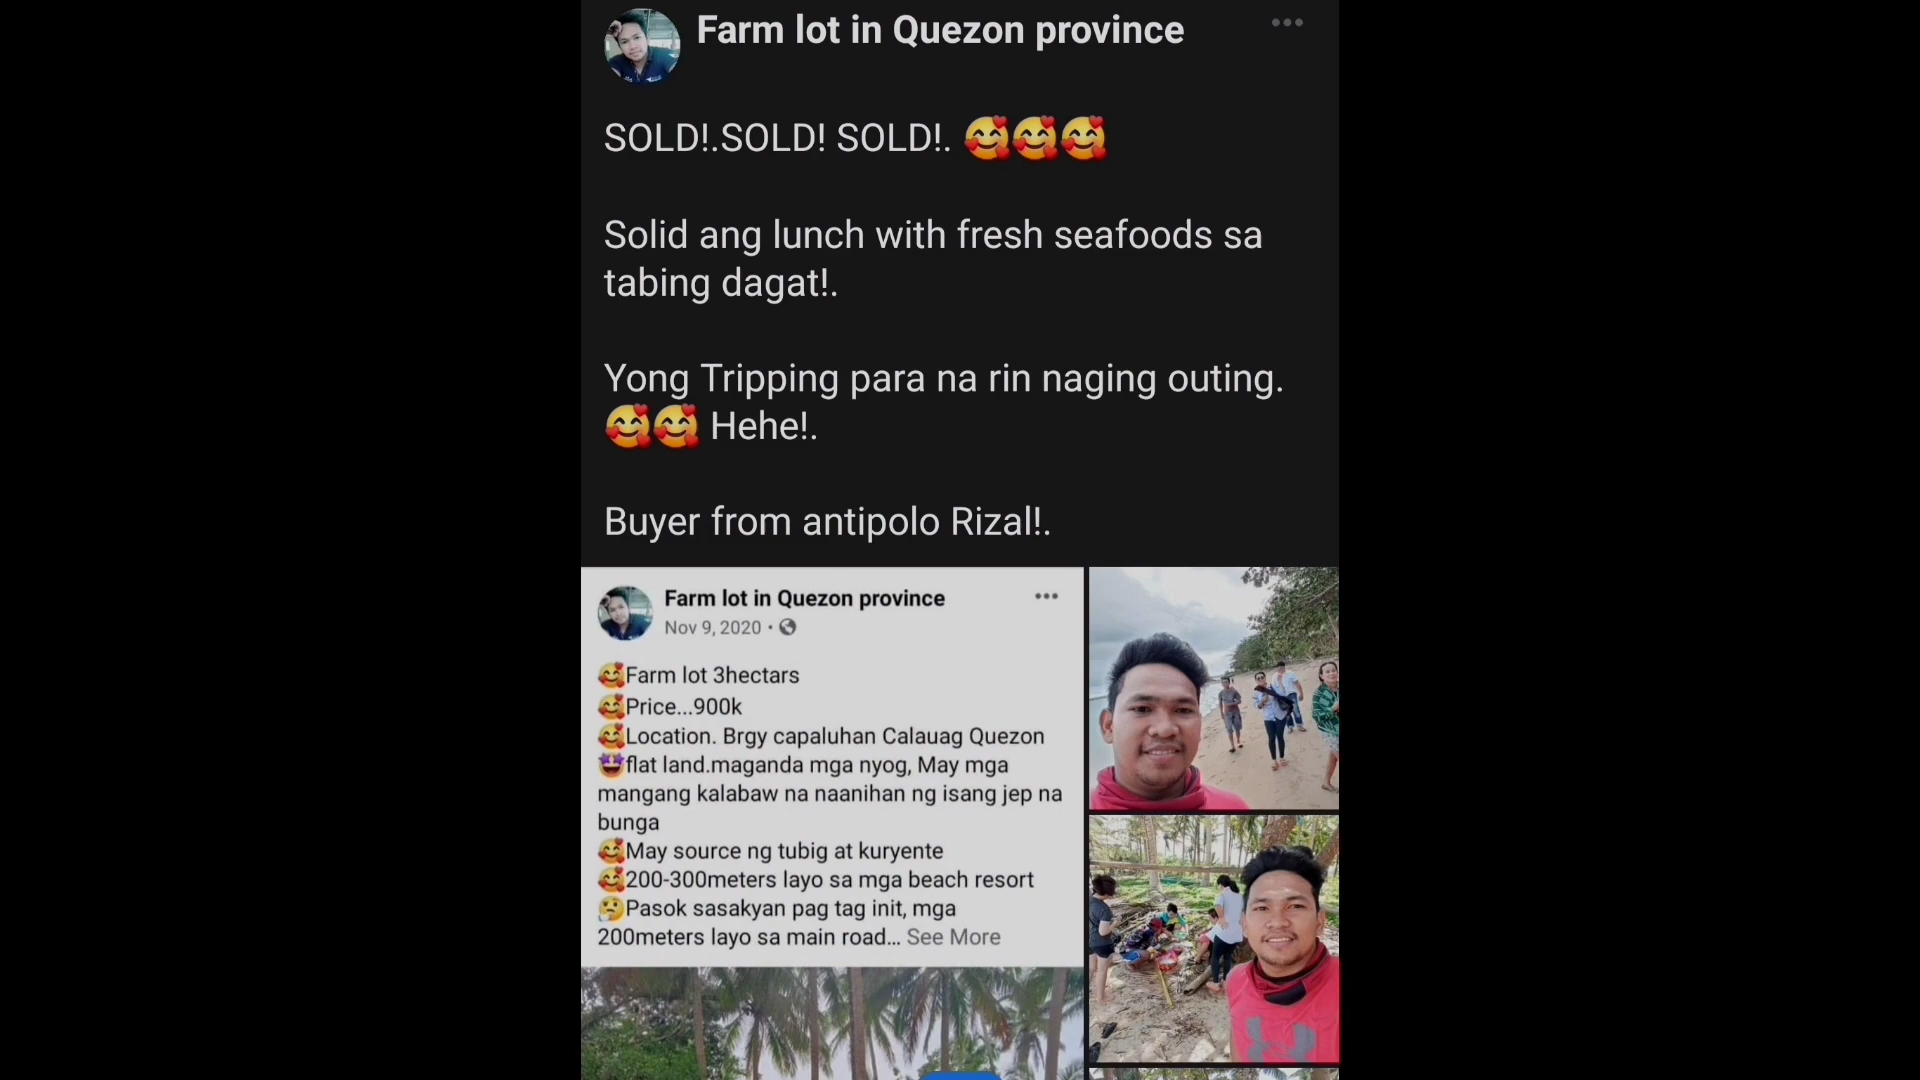 Farm lot in Quezon province
SOLD!.SOLD! SOLD!. 🥰🥰🥰
Solid ang lunch with fresh seafoods sa
tabing dagat!.
Yong Tripping para na rin naging outing.
🥰🥰 Hehe!.
Buyer from antipolo Rizal!.
Farm lot in Quezon province
Nov 9, 2020 •
🥰Farm lot 3hectars
🥰Price...900k
🥰Location. Brgy capaluhan Calauag Quezon
🤩flat land.maganda mga nyog, May mga
mangang kalabaw na naanihan ng isang jep na
bunga
🥰May source ng tubig at kuryente
🥰200-300meters layo sa mga beach resort
🤔Pasok sasakyan pag tag init, mga
200meters layo sa main road... See More